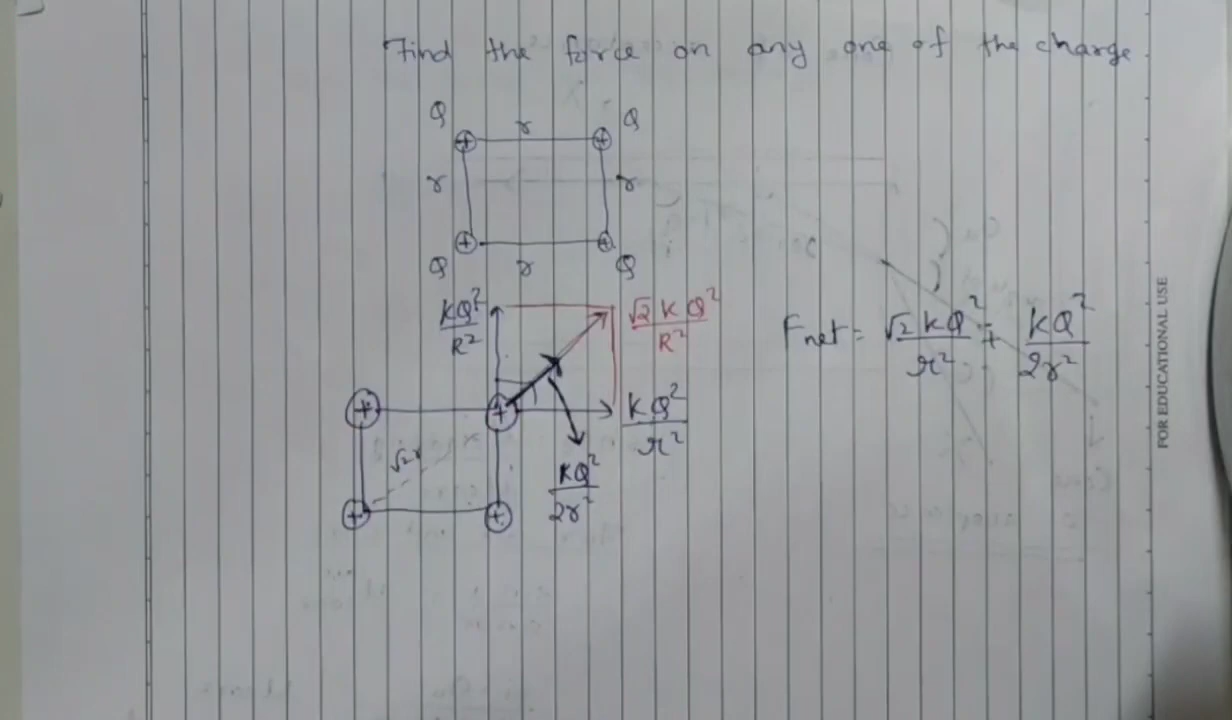 Find the force on any one of the charge
Q r Q
+ +
r r
+ +
Q r Q
KQ²/R² √2 KQ²/R² Fnet = √2 KQ²/r² + KQ²/2r²
+ + KQ²/r²
√2r
KQ²/2r²
+ +
FOR EDUCATIONAL USE